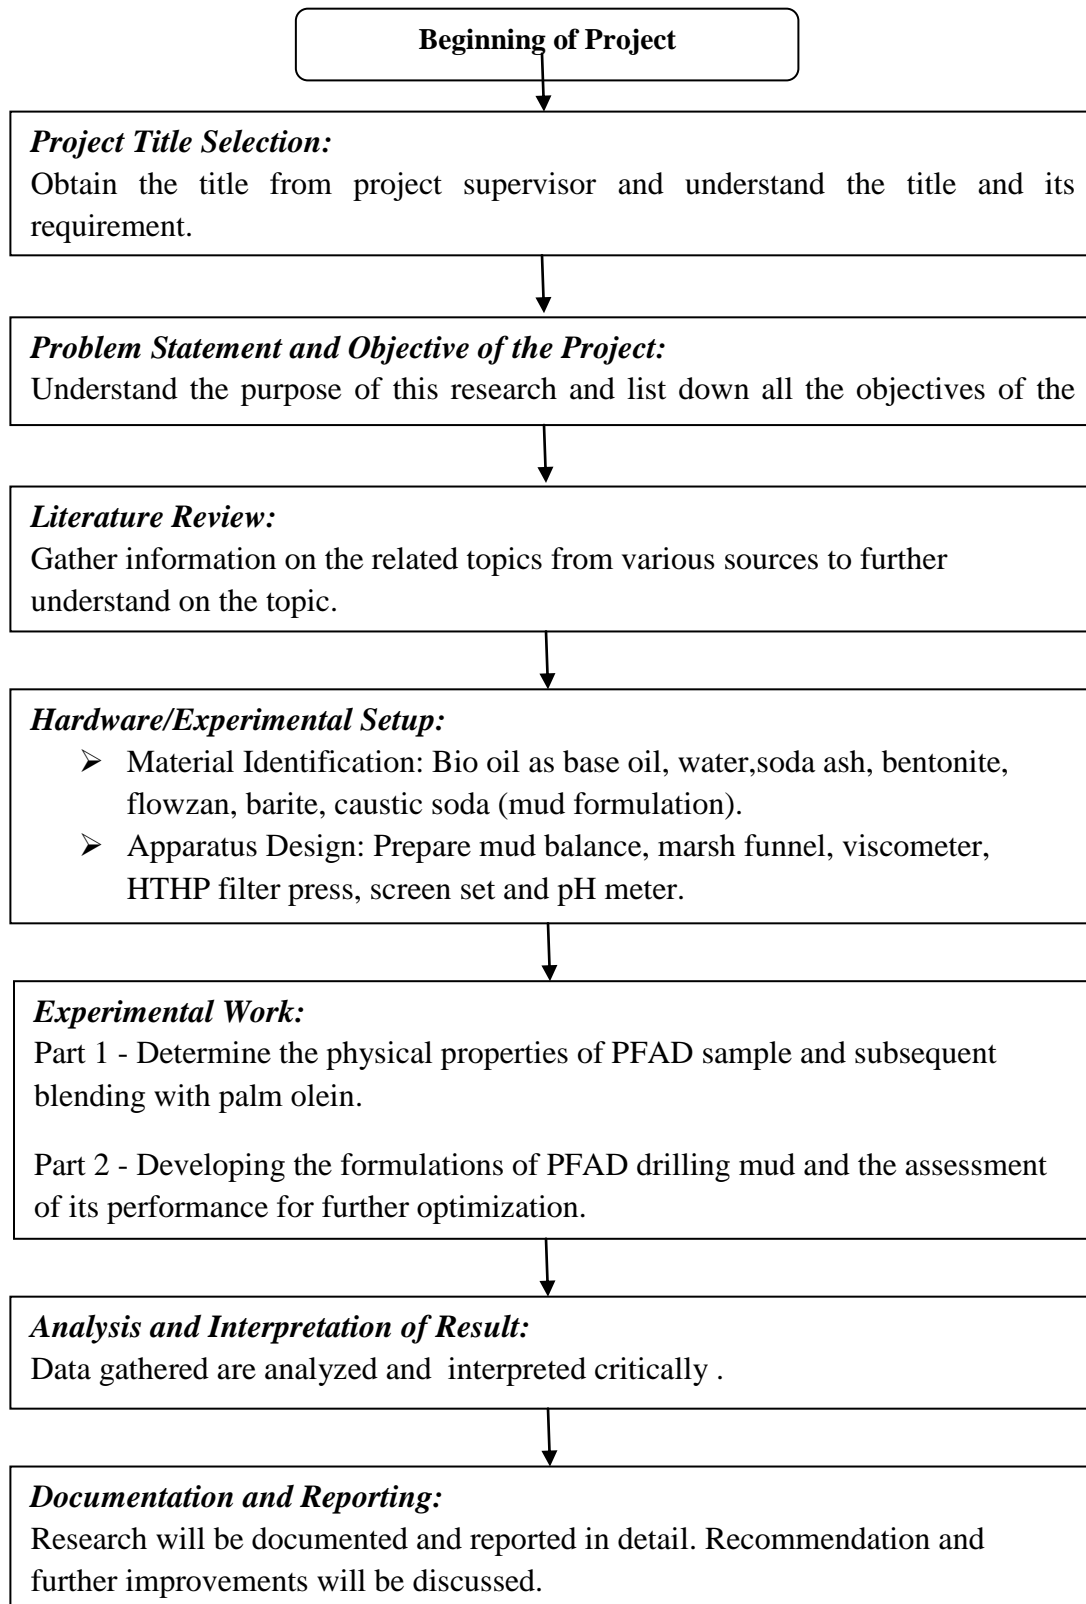 Beginning of Project
Project Title Selection:
Obtain the title from project supervisor and understand the title and its
requirement.
Problem Statement and Objective of the Project:
Understand the purpose of this research and list down all the objectives of the
Literature Review:
Gather information on the related topics from various sources to further
understand on the topic.
Hardware/Experimental Setup:
➢ Material Identification: Bio oil as base oil, water,soda ash, bentonite,
flowzan, barite, caustic soda (mud formulation).
➢ Apparatus Design: Prepare mud balance, marsh funnel, viscometer,
HTHP filter press, screen set and pH meter.
Experimental Work:
Part 1 - Determine the physical properties of PFAD sample and subsequent
blending with palm olein.
Part 2 - Developing the formulations of PFAD drilling mud and the assessment
of its performance for further optimization.
Analysis and Interpretation of Result:
Data gathered are analyzed and  interpreted critically .
Documentation and Reporting:
Research will be documented and reported in detail. Recommendation and
further improvements will be discussed.